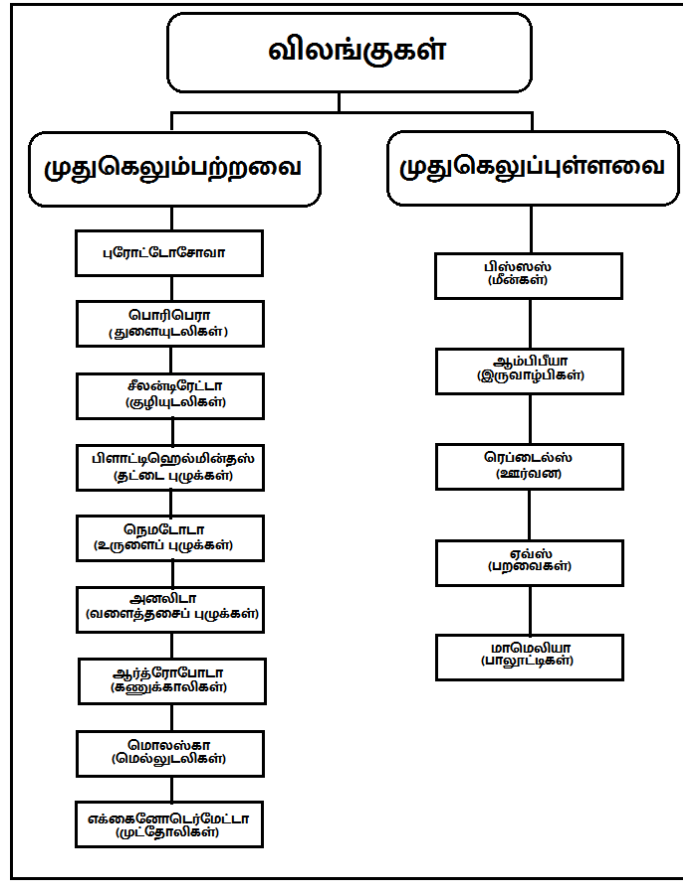 விலங்குகள்
முதுகெலும்பற்றவை
புரோட்டோசோவா
பொரிபெரா
(துளையுடலிகள்)
சீலன்டிரேட்டா
(குழியுடலிகள்)
பிளாட்டிஹெல்மின்தஸ்
(தட்டை புழுக்கள்)
நெமடோடா
(உருளைப் புழுக்கள்)
அனலிடா
(வளைத்தசைப் புழுக்கள்)
ஆர்த்ரோபோடா
(கணுக்காலிகள்)
மொலஸ்கா
(மெல்லுடலிகள்)
எக்கைனோடெர்மேட்டா
(முட்தோலிகள்)
முதுகெலுப்புள்ளவை
பிஸ்ஸஸ்
(மீன்கள்)
ஆம்பிபீயா
(இருவாழ்பிகள்)
ரெப்டைல்ஸ்
(ஊர்வன)
ஏவ்ஸ்
(பறவைகள்)
மாமெலியா
(பாலூட்டிகள்)